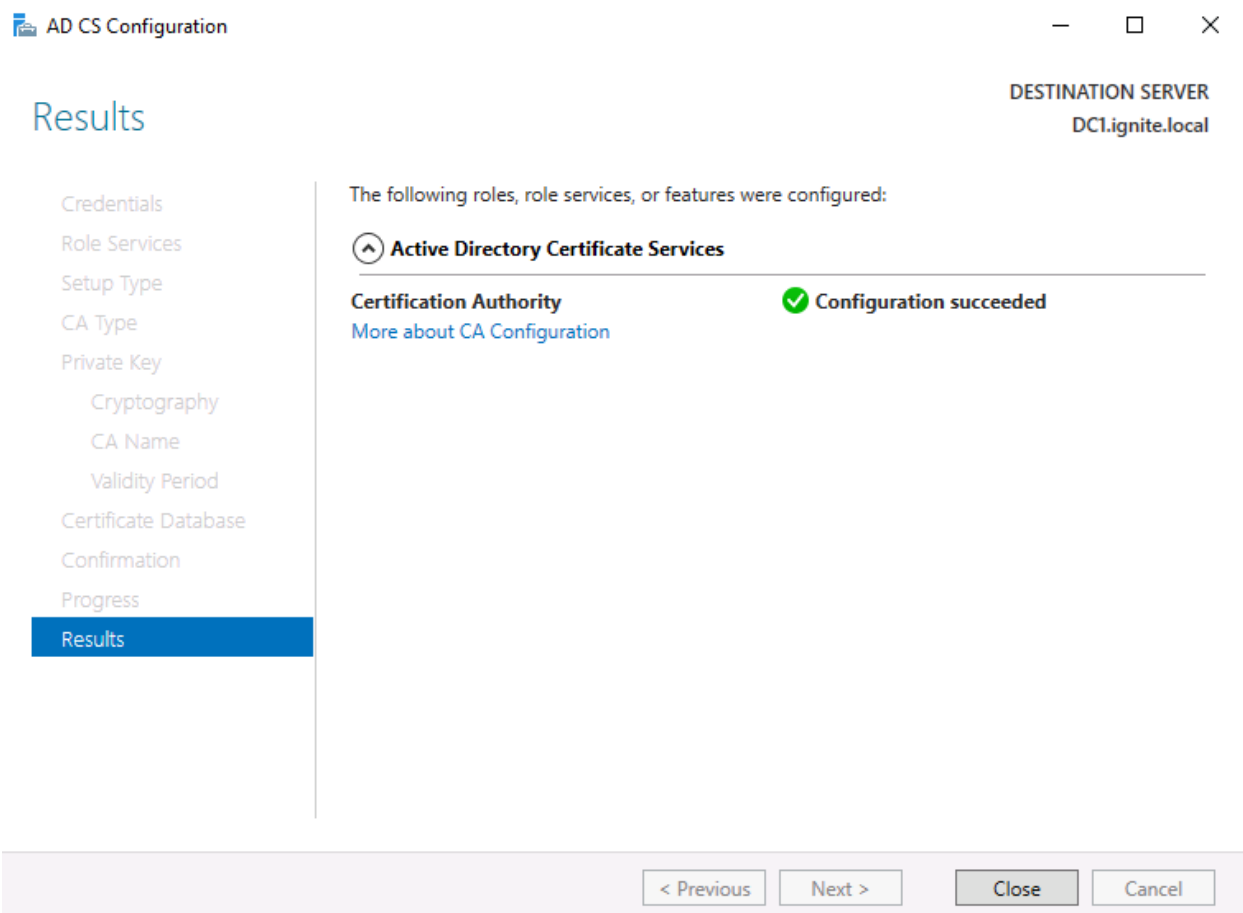 AD CS Configuration
Results
DESTINATION SERVER
DC1.ignite.local
Credentials
Role Services
Setup Type
CA Type
Private Key
Cryptography
CA Name
Validity Period
Certificate Database
Confirmation
Progress
Results
The following roles, role services, or features were configured:
Active Directory Certificate Services
Certification Authority
Configuration succeeded
More about CA Configuration
< Previous
Next >
Close
Cancel